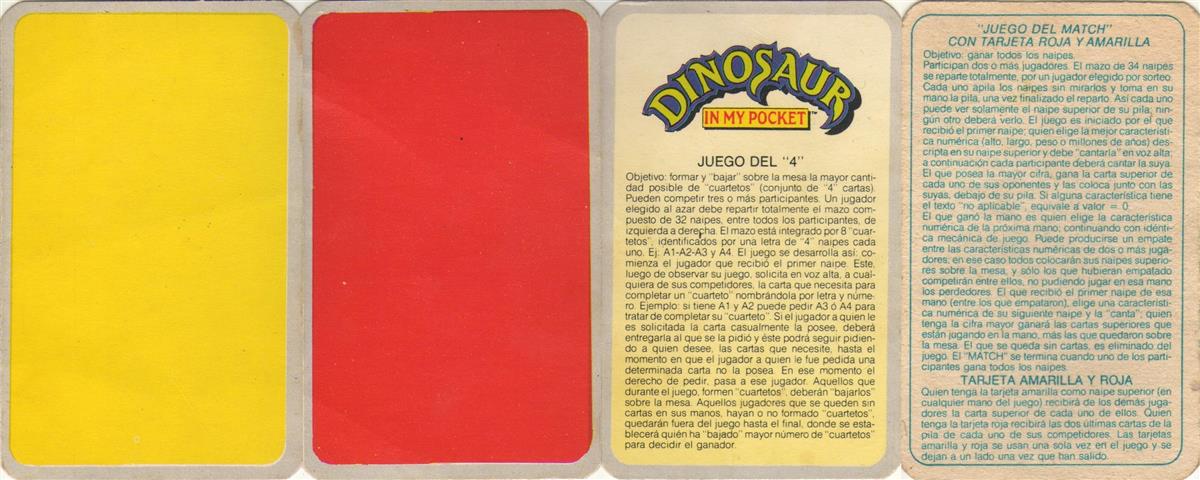 DINOSAUR
IN MY POCKET™
JUEGO DEL "4"
Objetivo: formar y "bajar" sobre la mesa la mayor canti-
dad posible de "cuartetos" (conjunto de "4" cartas).
Pueden competir tres o más participantes. Un jugador
elegido al azar debe repartir totalmente el mazo com-
puesto de 32 naipes, entre todos los participantes, de
izquierda a derecha. El mazo está integrado por 8 "cuar-
tetos", identificados por una letra de "4" naipes cada
uno. Ej: A1-A2-A3 y A4. El juego se desarrolla así: co-
mienza el jugador que recibió el primer naipe. Este,
luego de observar su juego, solicita en voz alta, a cual-
quiera de sus competidores, la carta que necesita para
completar un "cuarteto" nombrándola por letra y núme-
ro. Ejemplo: si tiene A1 y A2 puede pedir A3 ó A4 para
tratar de completar su "cuarteto". Si el jugador a quien le
es solicitada la carta casualmente la posee, deberá
entregarla al que se la pidió y éste podrá seguir pidien-
do a quien desee, las cartas que necesite, hasta el
momento en que el jugador a quien le fue pedida una
determinada carta no la posea. En ese momento el
derecho de pedir, pasa a ese jugador. Aquellos que
durante el juego, formen "cuartetos", deberán "bajarlos"
sobre la mesa. Aquellos jugadores que se queden sin
cartas en sus manos, hayan o no formado "cuartetos",
quedarán fuera del juego hasta el final, donde se esta-
blecerá quién ha "bajado" mayor número de "cuartetos"
para decidir el ganador.
"JUEGO DEL MATCH"
CON TARJETA ROJA Y AMARILLA
Objetivo: ganar todos los naipes.
Participan dos o más jugadores. El mazo de 34 naipes
se reparte totalmente, por un jugador elegido por sorteo.
Cada uno apila los naipes sin mirarlos y toma en su
mano la pila, una vez finalizado el reparto. Así cada uno
puede ver solamente el naipe superior de su pila; nin-
gún otro deberá verlo. El juego es iniciado por el que
recibió el primer naipe; quien elige la mejor característi-
ca numérica (alto, largo, peso o millones de años) des-
cripta en su naipe superior y debe "cantarla" en voz alta;
a continuación cada participante deberá cantar la suya.
El que posea la mayor cifra, gana la carta superior de
cada uno de sus oponentes y las coloca junto con las
suyas, debajo de su pila. Si alguna característica tiene
el texto "no aplicable", equivale a valor = 0.
El que ganó la mano es quien elige la característica
numérica de la próxima mano; continuando con idénti-
ca mecánica de juego. Puede producirse un empate
entre las características numéricas de dos o más juga-
dores; en ese caso todos colocarán sus naipes superio-
res sobre la mesa, y sólo los que hubieran empatado
competirán entre ellos, no pudiendo jugar en esa mano
los perdedores. El que recibió el primer naipe de esa
mano (entre los que empataron), elige una característi-
ca numérica de su siguiente naipe y la "canta"; quien
tenga la cifra mayor ganará las cartas superiores que
están jugando en la mano, más las que quedaron sobre
la mesa. El que se queda sin cartas, es eliminado del
juego. El "MATCH" se termina cuando uno de los parti-
cipantes gana todos los naipes.
TARJETA AMARILLA Y ROJA
Quien tenga la tarjeta amarilla como naipe superior (en
cualquier mano del juego) recibirá de los demás juga-
dores la carta superior de cada uno de ellos. Quien
tenga la tarjeta roja recibirá las dos últimas cartas de la
pila de cada uno de sus competidores. Las tarjetas
amarilla y roja se usan una sola vez en el juego y se
dejan a un lado una vez que han salido.